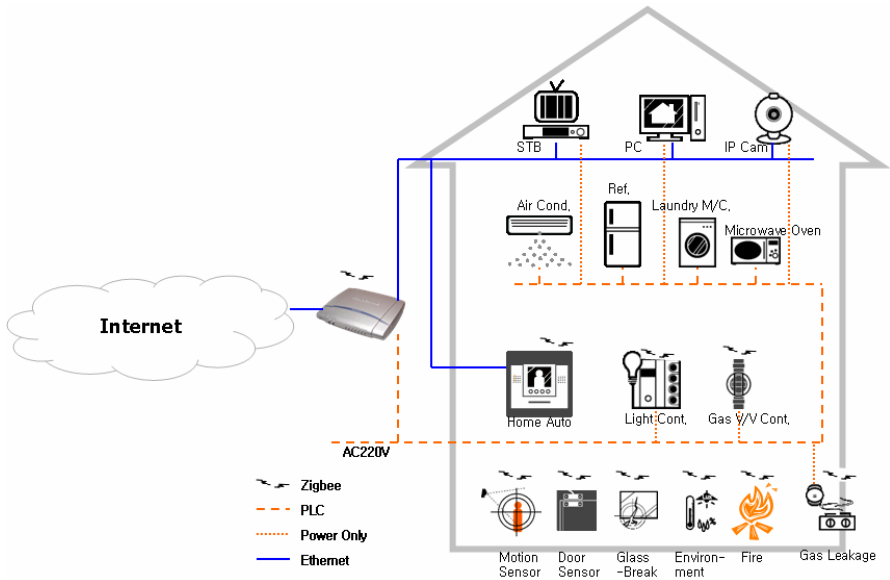 STB
PC
IP Cam
Air Cond,
Ref,
Laundry M/C,
Microwave Oven
Internet
Home Auto
Light Cont,
Gas V/V Cont,
AC220V
Zigbee
PLC
Power Only
Ethernet
Motion
Sensor
Door
Sensor
Glass
-Break
Environ-
ment
Fire
Gas Leakage